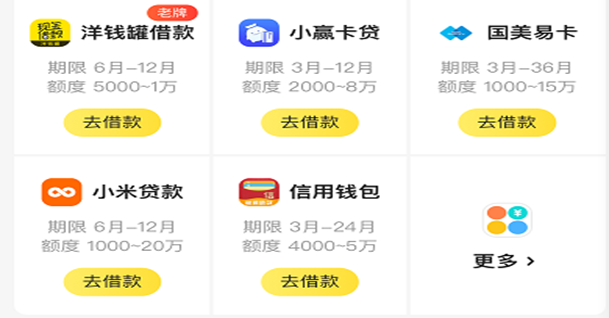 老牌
现金
借款
洋钱罐借款
期限 6月-12月
额度 5000~1万
去借款
小赢卡贷
期限 3月-12月
额度 2000~8万
去借款
国美易卡
期限 3月-36月
额度 1000~15万
去借款
小米贷款
期限 6月-12月
额度 1000~20万
去借款
信
信用钱包
期限 3月-24月
额度 4000~5万
去借款
¥
更多 >